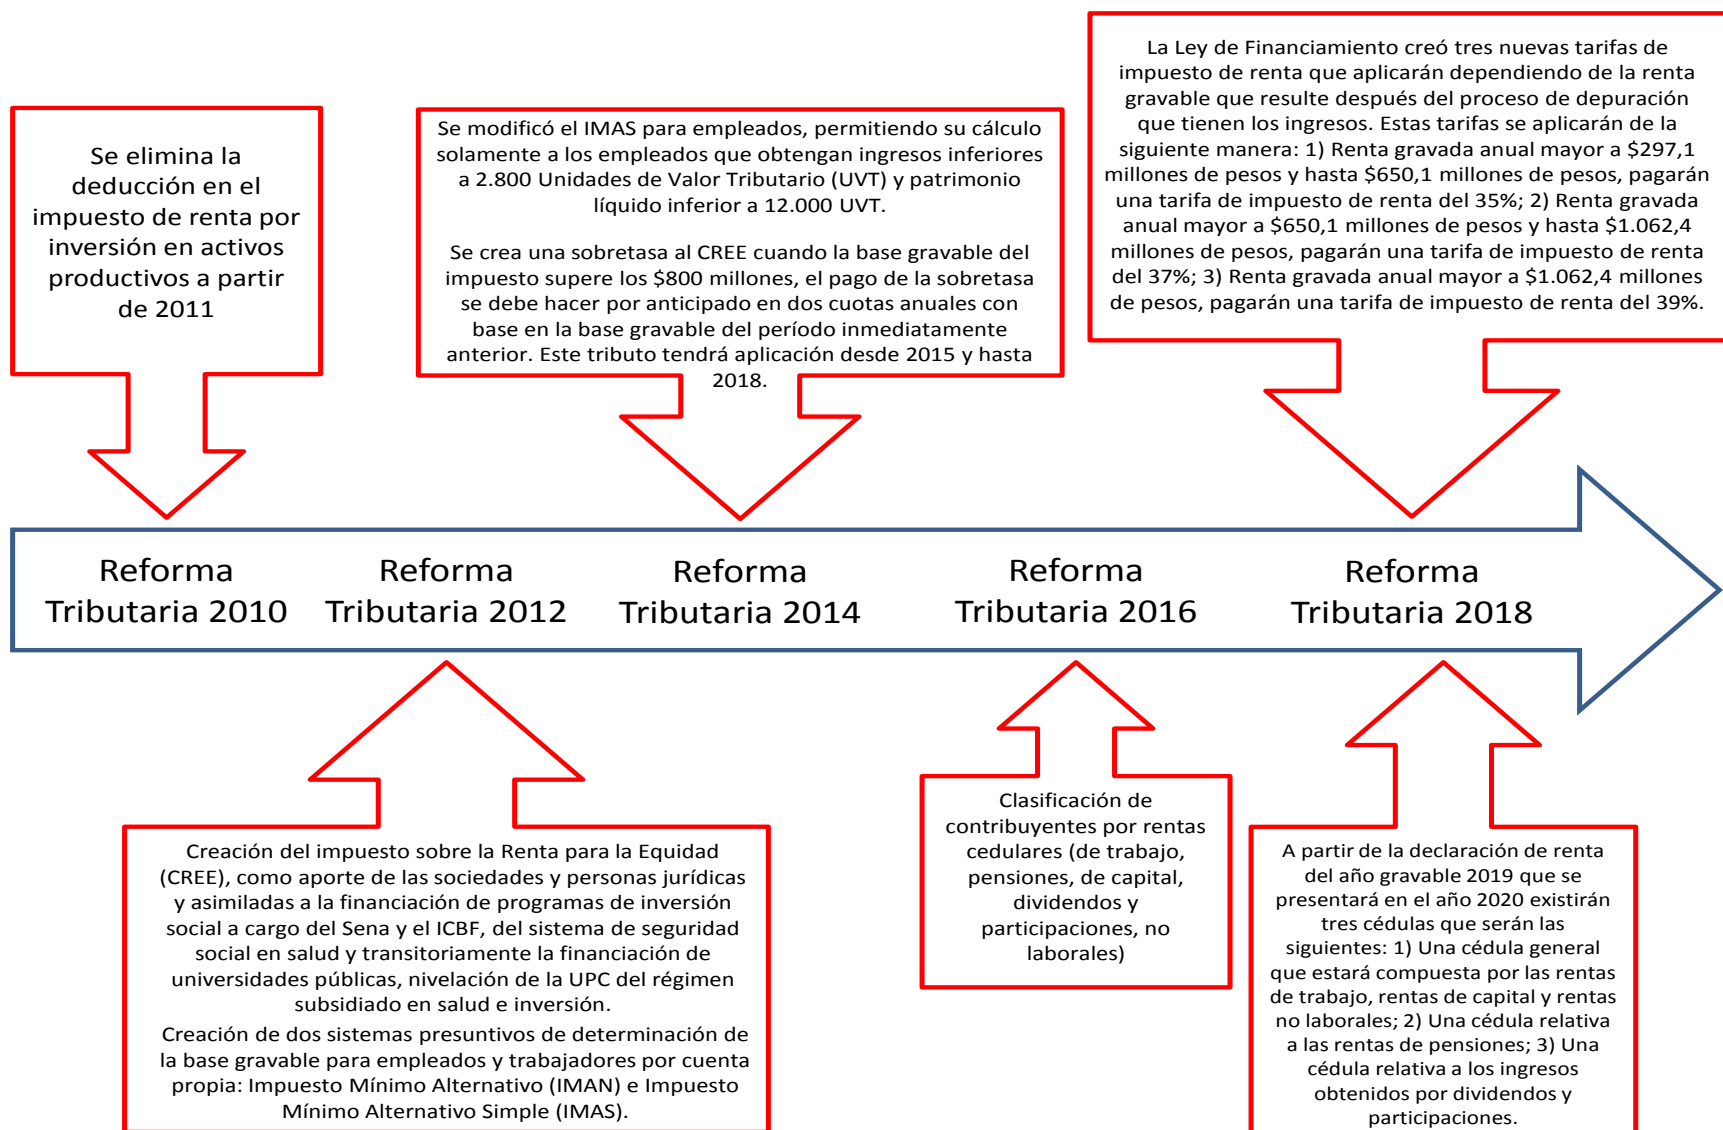 Se elimina la
deducción en el
impuesto de renta por
inversión en activos
productivos a partir
de 2011
Se modificó el IMAS para empleados, permitiendo su cálculo
solamente a los empleados que obtengan ingresos inferiores
a 2.800 Unidades de Valor Tributario (UVT) y patrimonio
líquido inferior a 12.000 UVT.
Se crea una sobretasa al CREE cuando la base gravable del
impuesto supere los $800 millones, el pago de la sobretasa
se debe hacer por anticipado en dos cuotas anuales con
base en la base gravable del período inmediatamente
anterior. Este tributo tendrá aplicación desde 2015 y hasta
2018.
La Ley de Financiamiento creó tres nuevas tarifas de
impuesto de renta que aplicarán dependiendo de la renta
gravable que resulte después del proceso de depuración
que tienen los ingresos. Estas tarifas se aplicarán de la
siguiente manera: 1) Renta gravada anual mayor a $297,1
millones de pesos y hasta $650,1 millones de pesos, pagarán
una tarifa de impuesto de renta del 35%; 2) Renta gravada
anual mayor a $650,1 millones de pesos y hasta $1.062,4
millones de pesos, pagarán una tarifa de impuesto de renta
del 37%; 3) Renta gravada anual mayor a $1.062,4 millones
de pesos, pagarán una tarifa de impuesto de renta del 39%.
Reforma
Tributaria 2010
Reforma
Tributaria 2012
Reforma
Tributaria 2014
Reforma
Tributaria 2016
Reforma
Tributaria 2018
Creación del impuesto sobre la Renta para la Equidad
(CREE), como aporte de las sociedades y personas jurídicas
y asimiladas a la financiación de programas de inversión
social a cargo del Sena y el ICBF, del sistema de seguridad
social en salud y transitoriamente la financiación de
universidades públicas, nivelación de la UPC del régimen
subsidiado en salud e inversión.
Creación de dos sistemas presuntivos de determinación de
la base gravable para empleados y trabajadores por cuenta
propia: Impuesto Mínimo Alternativo (IMAN) e Impuesto
Mínimo Alternativo Simple (IMAS).
Clasificación de
contribuyentes por rentas
cedulares (de trabajo,
pensiones, de capital,
dividendos y
participaciones, no
laborales)
A partir de la declaración de renta
del año gravable 2019 que se
presentará en el año 2020 existirán
tres cédulas que serán las
siguientes: 1) Una cédula general
que estará compuesta por las rentas
de trabajo, rentas de capital y rentas
no laborales; 2) Una cédula relativa
a las rentas de pensiones; 3) Una
cédula relativa a los ingresos
obtenidos por dividendos y
participaciones.